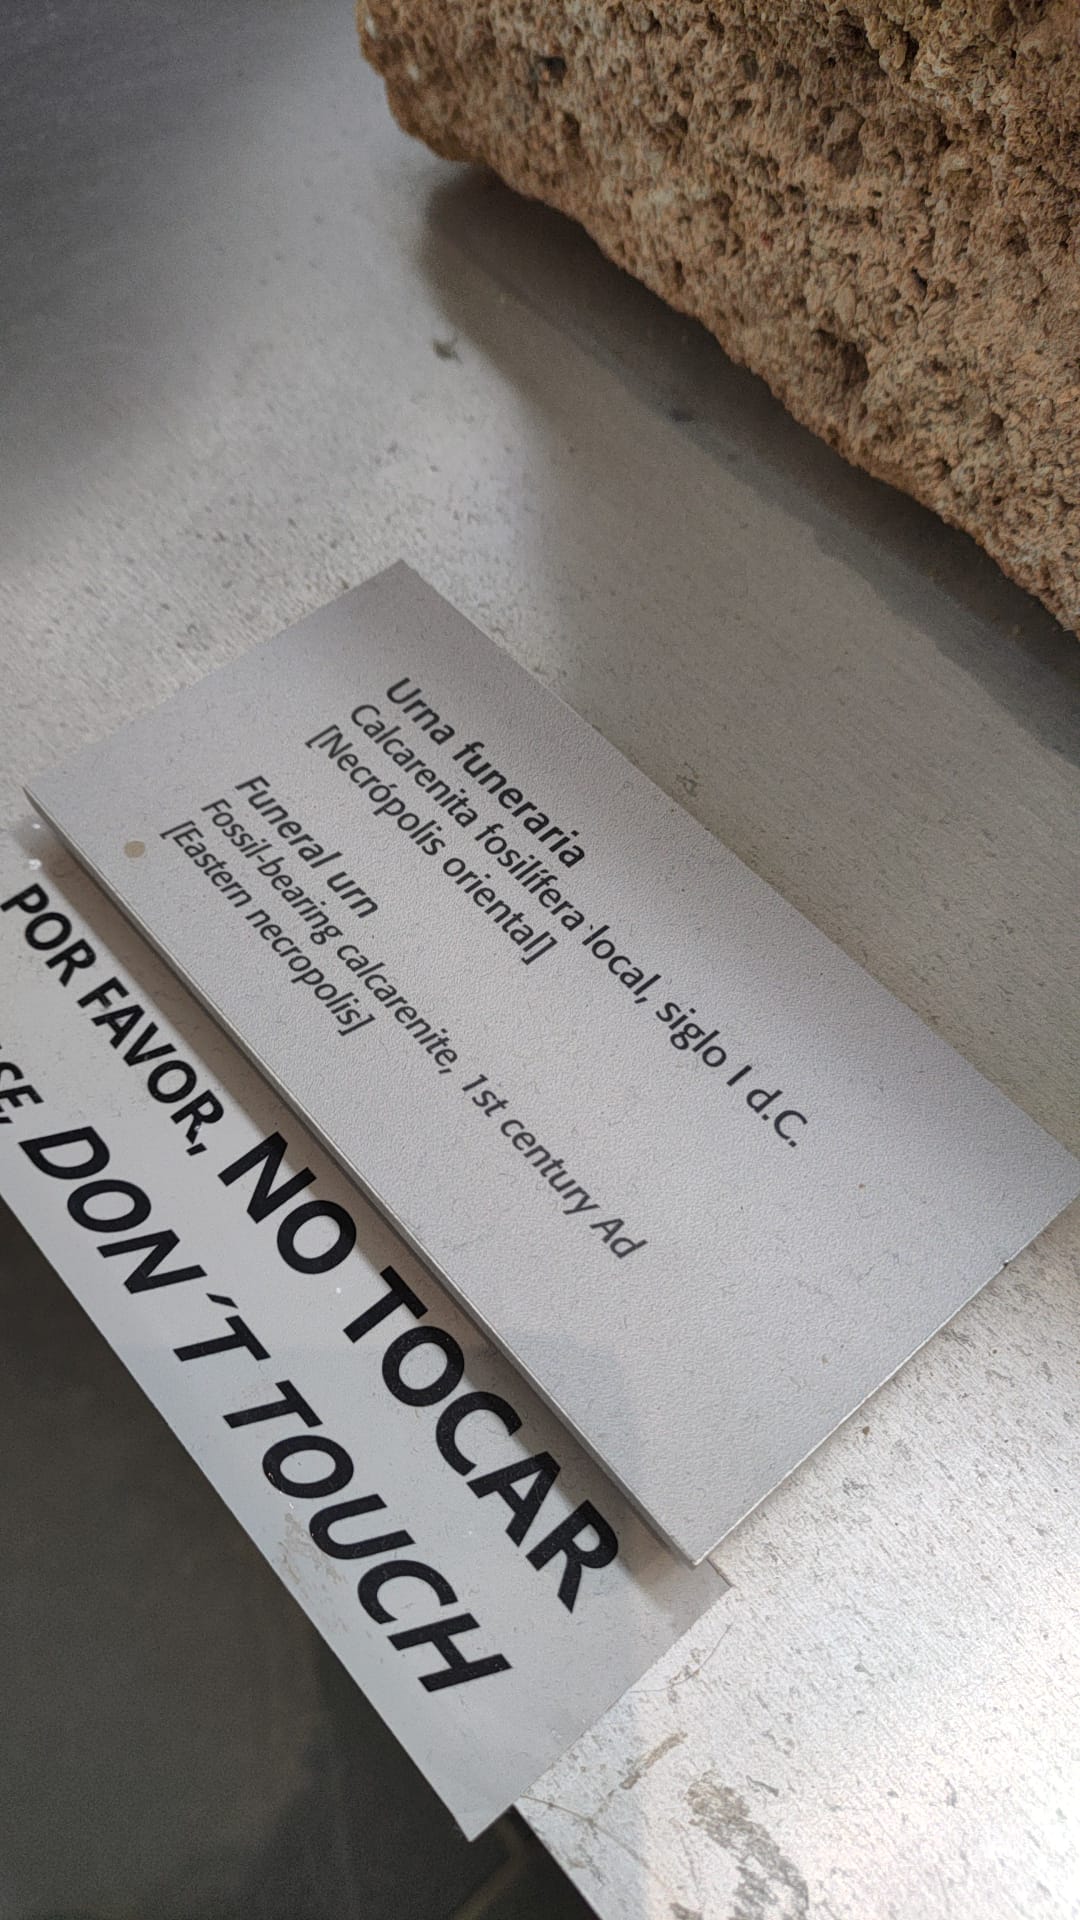 Urna funeraria
Calcarenita fosilífera local, siglo I d.C.
[Necrópolis oriental]
Funeral urn
Fossil-bearing calcarenite, 1st century Ad
[Eastern necropolis]
POR FAVOR, NO TOCAR
DON´T TOUCH